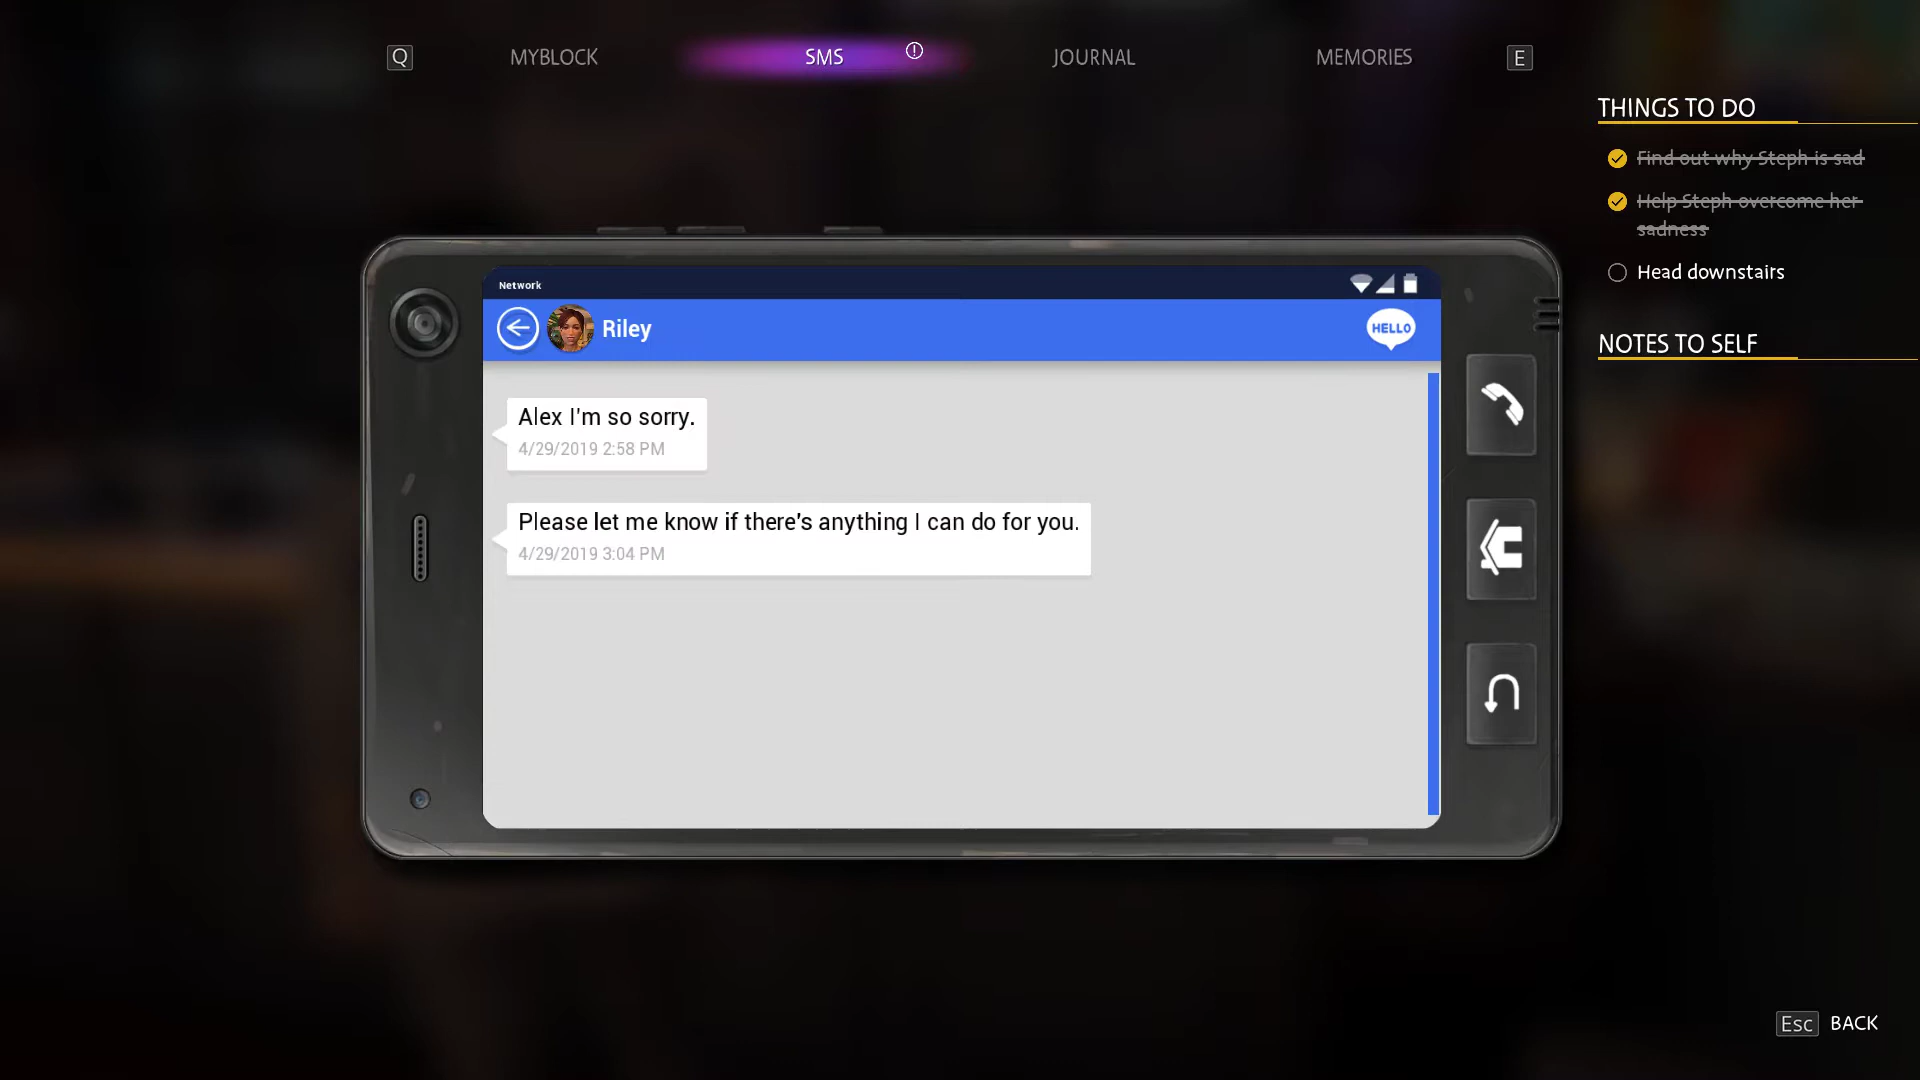 Q
MYBLOCK
SMS
JOURNAL
MEMORIES
E
THINGS TO DO
Find out why Steph is sad
Help Steph overcome her
sadness
Head downstairs
NOTES TO SELF
Network
Riley
HELLO
Alex I'm so sorry.
4/29/2019 2:58 PM
Please let me know if there's anything I can do for you.
4/29/2019 3:04 PM
Esc BACK